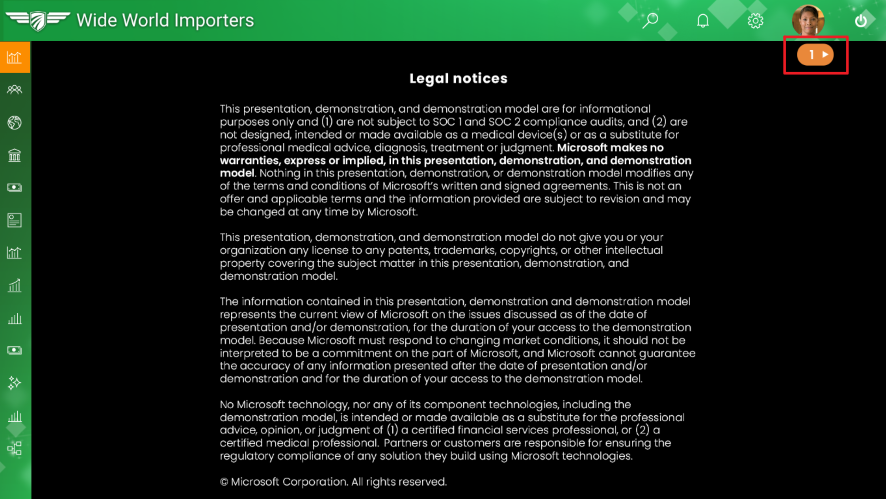 Wide World Importers
1
Legal notices
This presentation, demonstration, and demonstration model are for informational
purposes only and (1) are not subject to SOC 1 and SOC 2 compliance audits, and (2) are
not designed, intended or made available as a medical device(s) or as a substitute for
professional medical advice, diagnosis, treatment or judgment. Microsoft makes no
warranties, express or implied, in this presentation, demonstration, and demonstration
model. Nothing in this presentation, demonstration, or demonstration model modifies any
of the terms and conditions of Microsoft's written and signed agreements. This is not an
offer and applicable terms and the information provided are subject to revision and may
be changed at any time by Microsoft.
This presentation, demonstration, and demonstration model do not give you or your
organization any license to any patents, trademarks, copyrights, or other intellectual
property covering the subject matter in this presentation, demonstration, and
demonstration model.
The information contained in this presentation, demonstration and demonstration model
represents the current view of Microsoft on the issues discussed as of the date of
presentation and/or demonstration, for the duration of your access to the demonstration
model. Because Microsoft must respond to changing market conditions, it should not be
interpreted to be a commitment on the part of Microsoft, and Microsoft cannot guarantee
the accuracy of any information presented after the date of presentation and/or
demonstration and for the duration of your access to the demonstration model.
No Microsoft technology, nor any of its component technologies, including the
demonstration model, is intended or made available as a substitute for the professional
advice, opinion, or judgment of (1) a certified financial services professional, or (2) a
certified medical professional. Partners or customers are responsible for ensuring the
regulatory compliance of any solution they build using Microsoft technologies.
© Microsoft Corporation. All rights reserved.